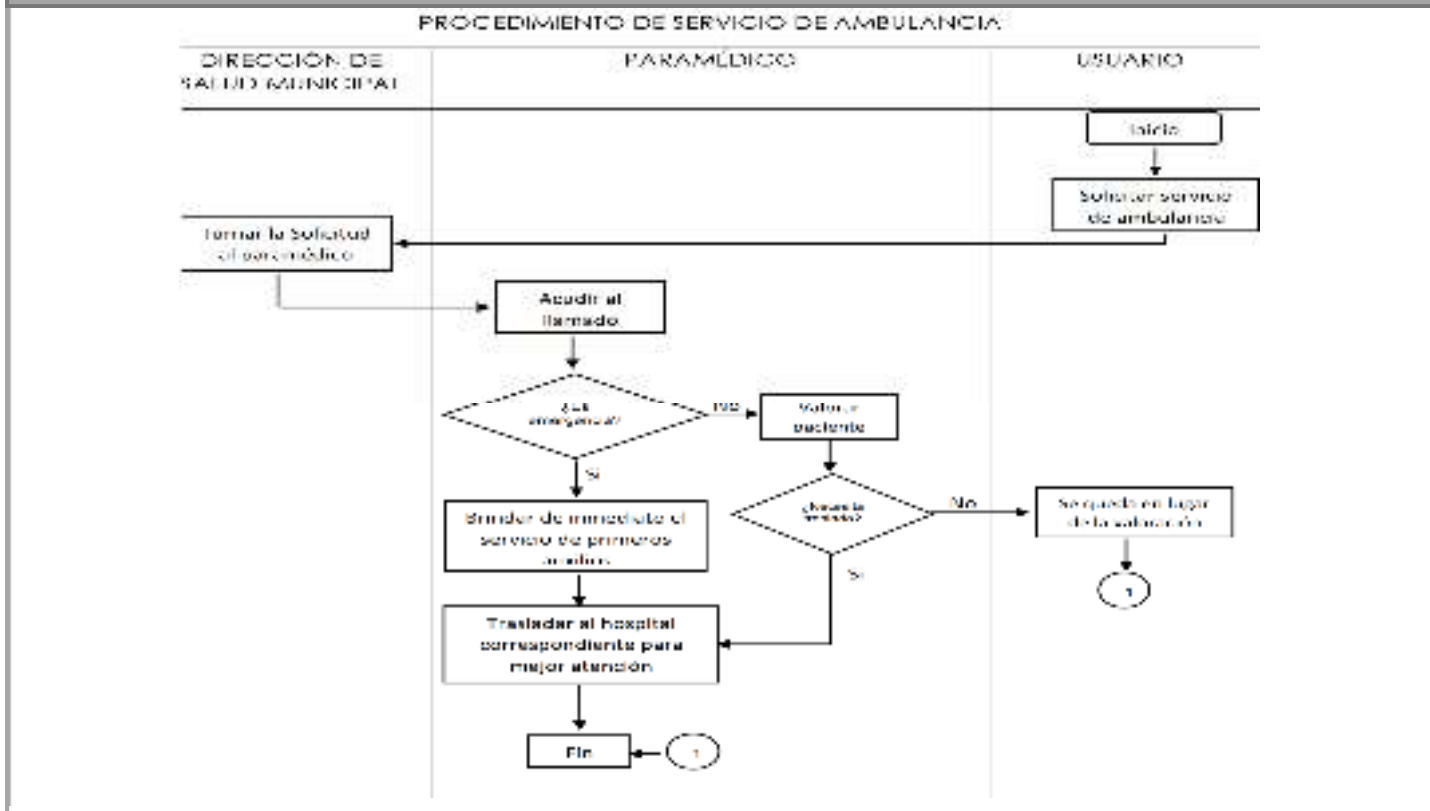 PROCEDIMIENTO DE SERVICIO DE AMBULANCIA
DIRECCIÓN DE
SALUD MUNICIPAL
PARAMÉDICO
USUARIO
Inicio
Solicitar servicio
de ambulancia
la Solicitud
al paramédico
Acudir al
llamado
¿Es
emergencia?
No
Valorar
paciente
Si
¿Necesita
traslado?
No
Se queda en lugar
de la valoración
Brindar de inmediato el
servicio de primeros
auxilios
Si
1
Trasladar al hospital
correspondiente para
mejor atención
Fin
1